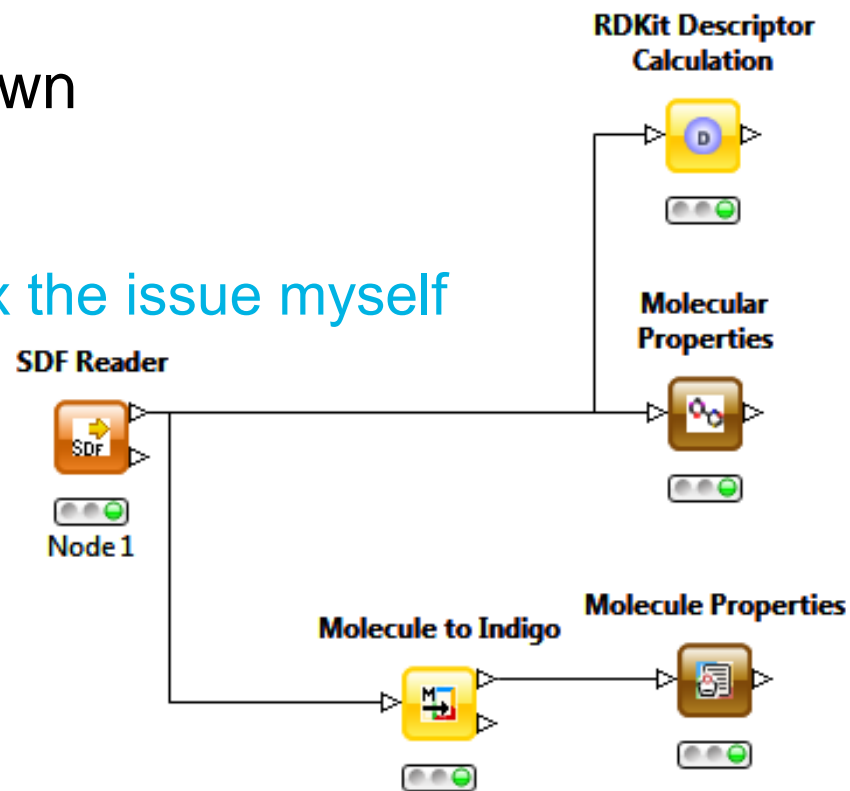 RDKit Descriptor
Calculation
wn
D
x the issue myself
Molecular
Properties
SDF Reader
SDF
Node 1
Molecule to Indigo
Molecule Properties
M